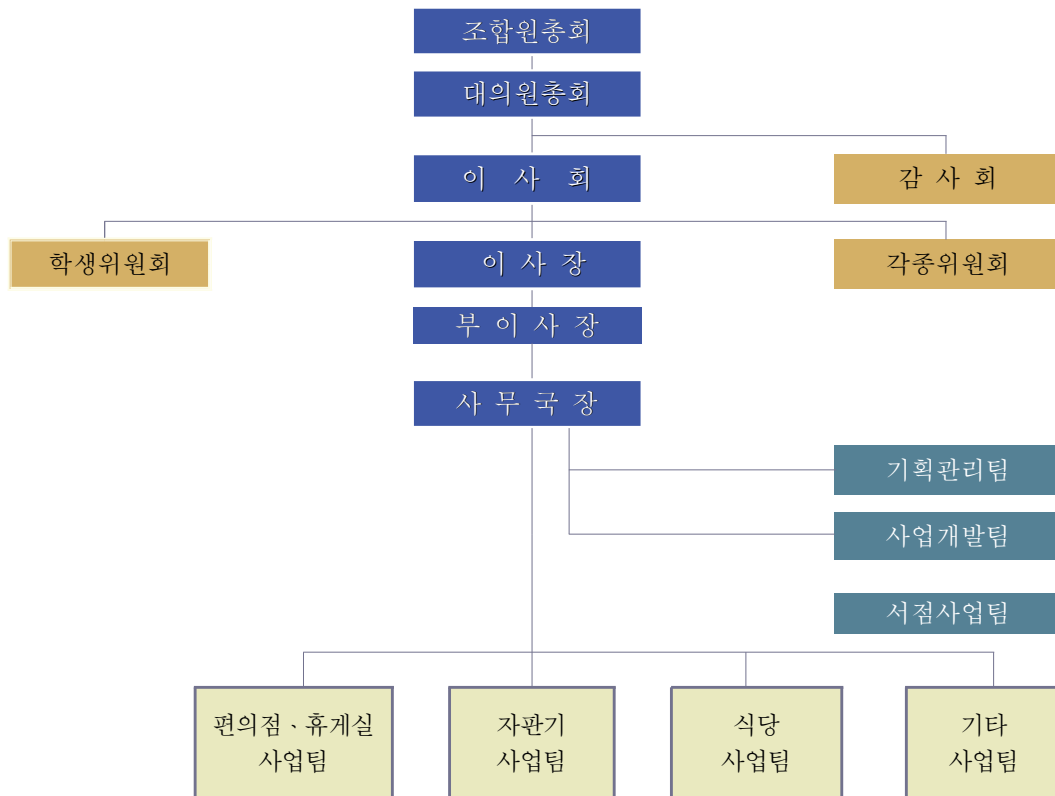 조합원총회
대의원총회
이 사 회
감 사 회
학생위원회
이 사 장
각종위원회
부 이 사 장
사 무 국 장
기획관리팀
사업개발팀
서점사업팀
편의점、휴게실
사업팀
자판기
사업팀
식당
사업팀
기타
사업팀